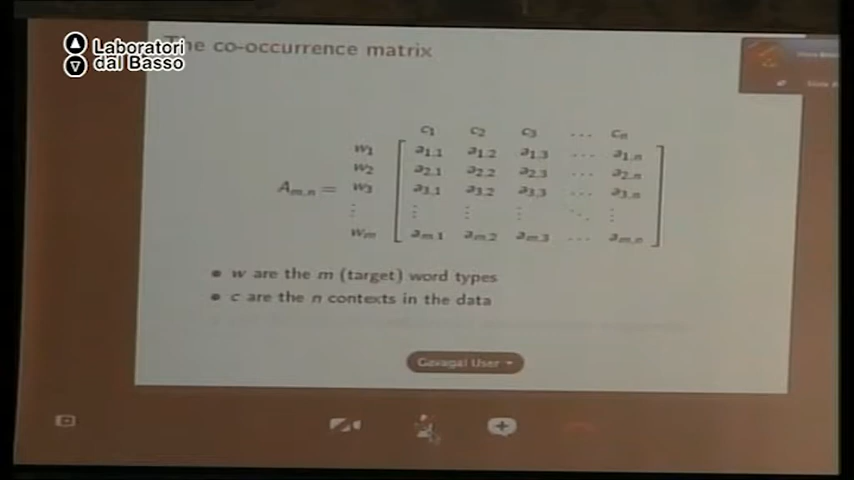 Laboratori
dal Basso
The co-occurrence matrix
c1 c2 c3 ... cn
w1 a1,1 a1,2 a1,3 ... a1,n
w2 a2,1 a2,2 a2,3 ... a2,n
Am,n = w3 a3,1 a3,2 a3,3 ... a3,n
⋮ ⋮ ⋮ ⋮ ⋱ ⋮
wm am,1 am,2 am,3 ... am,n
• w are the m (target) word types
• c are the n contexts in the data
Gavagai User